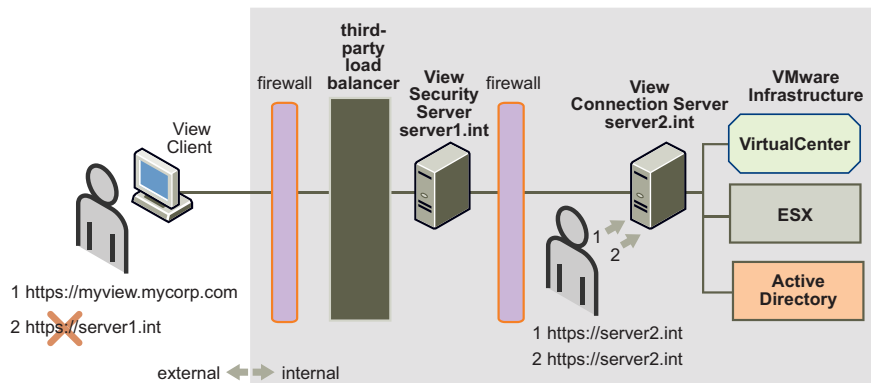 third-
party
load
balancer
firewall
View
Security
Server
server1.int
firewall
View
Connection Server
server2.int
VMware
Infrastructure
View
Client
VirtualCenter
ESX
Active
Directory
1
2
1 https://myview.mycorp.com
2 https://server1.int
1 https://server2.int
2 https://server2.int
external
internal